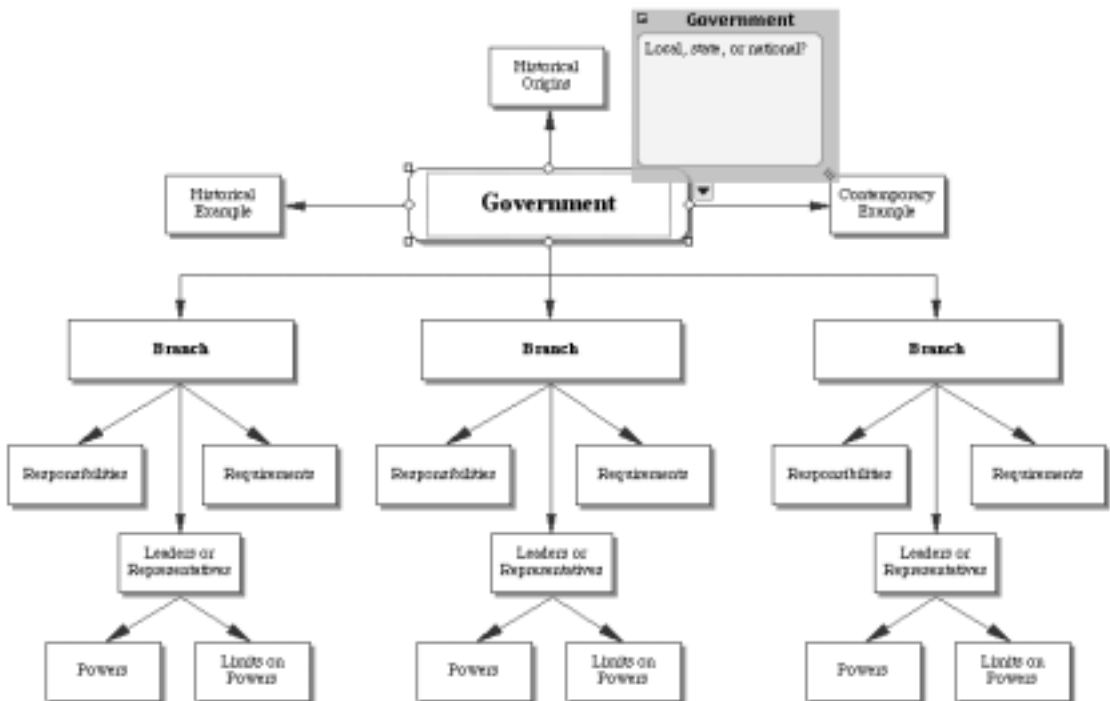 Government
Local, state, or national?
Historical
Origins
Historical
Example
Government
Contemporary
Example
Branch
Branch
Branch
Responsibilities
Requirements
Responsibilities
Requirements
Responsibilities
Requirements
Leaders or
Representatives
Leaders or
Representatives
Leaders or
Representatives
Powers
Limits on
Powers
Powers
Limits on
Powers
Powers
Limits on
Powers